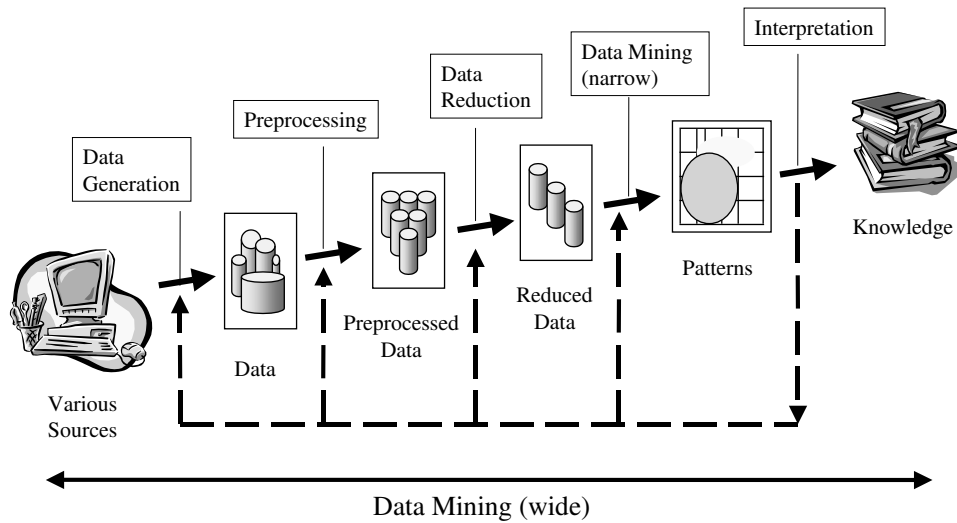 Interpretation
Data Mining
(narrow)
Data
Reduction
Preprocessing
Data
Generation
Knowledge
Patterns
Reduced
Data
Preprocessed
Data
Data
Various
Sources
Data Mining (wide)